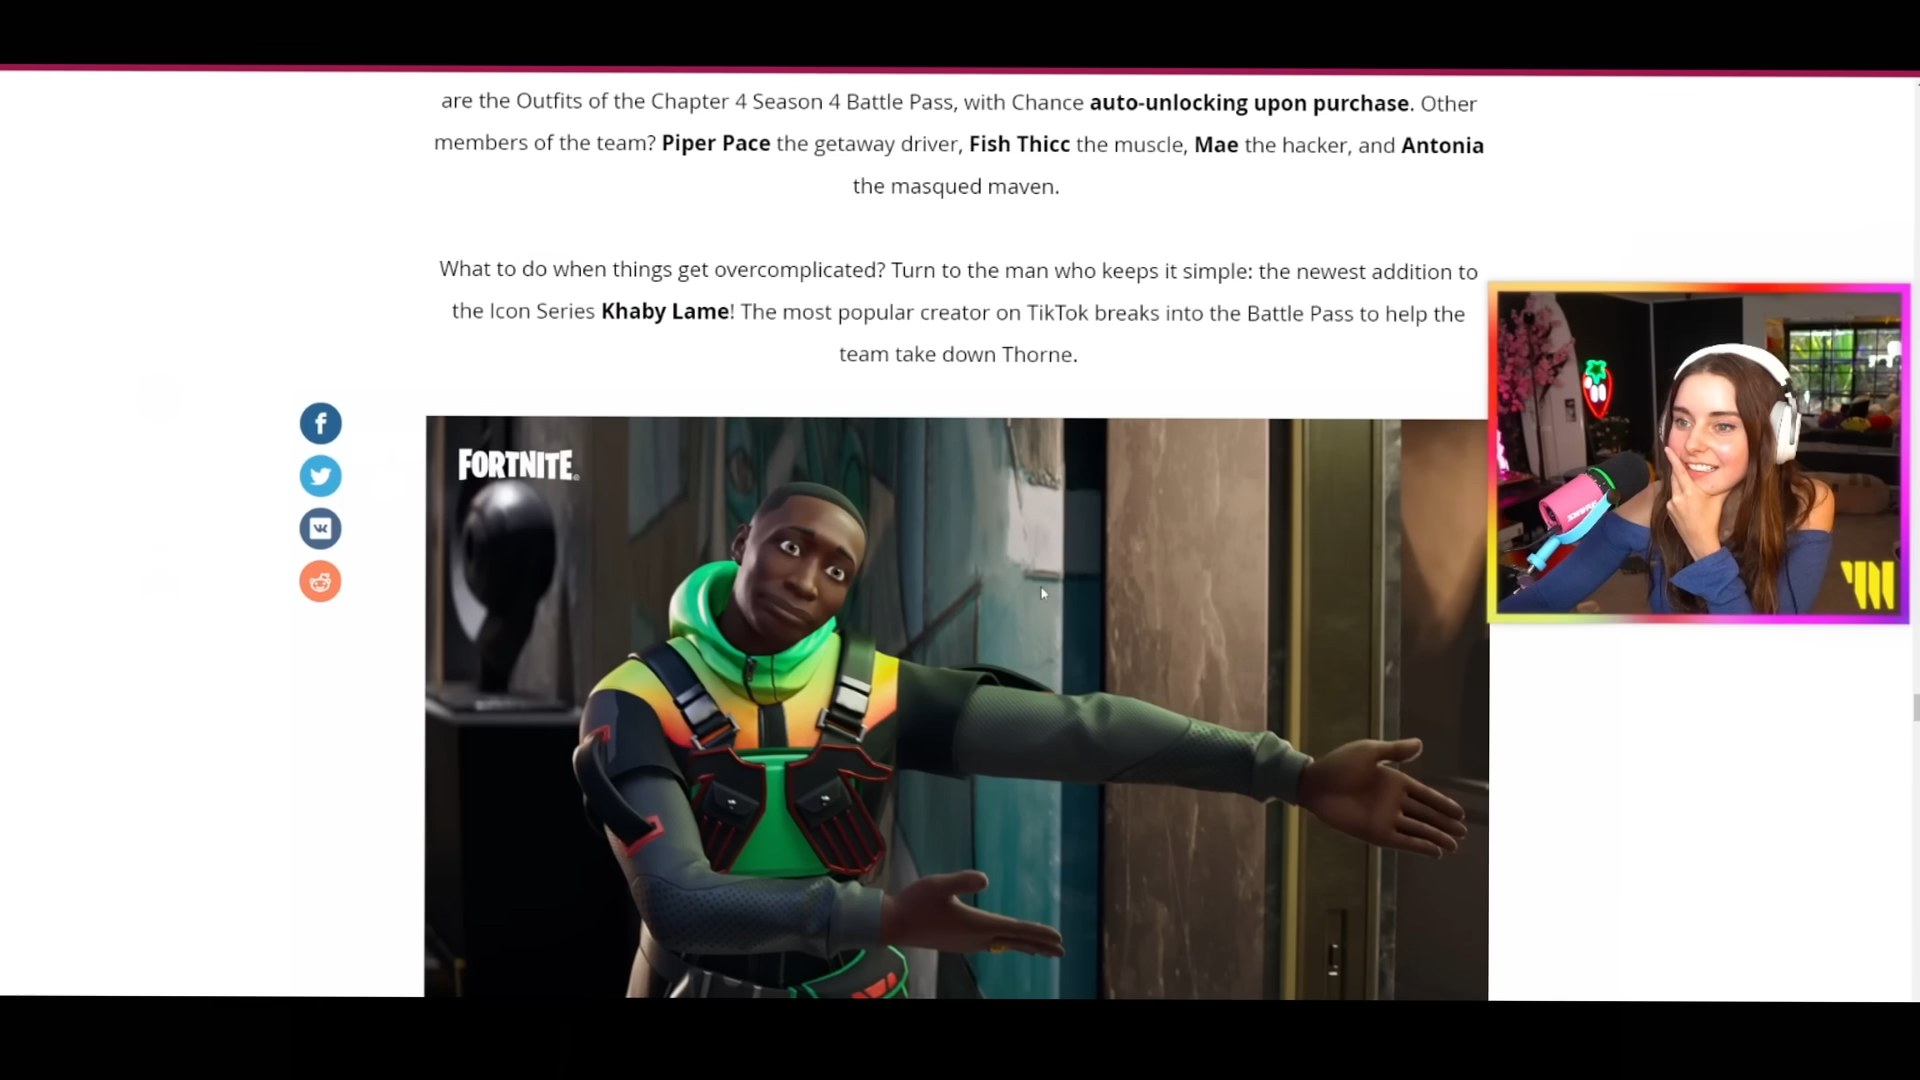 are the Outfits of the Chapter 4 Season 4 Battle Pass, with Chance auto-unlocking upon purchase. Other
members of the team? Piper Pace the getaway driver, Fish Thicc the muscle, Mae the hacker, and Antonia
the masqued maven.
What to do when things get overcomplicated? Turn to the man who keeps it simple: the newest addition to
the Icon Series Khaby Lame! The most popular creator on TikTok breaks into the Battle Pass to help the
team take down Thorne.
FORTNITE
SHURE